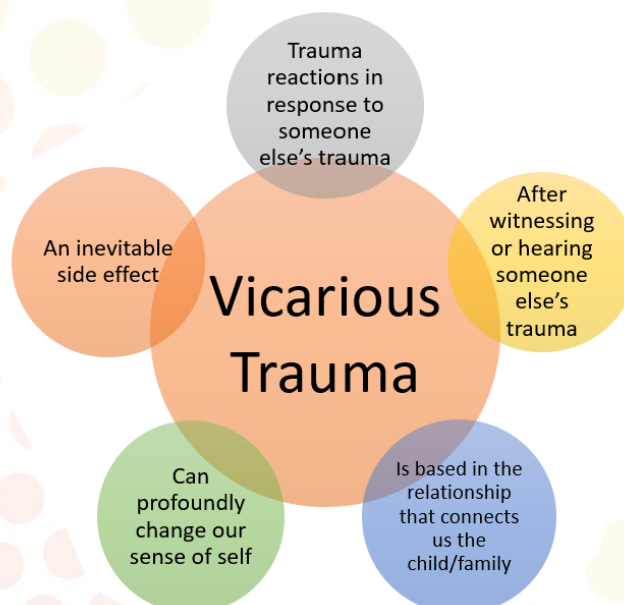 Trauma
reactions in
response to
someone
else's trauma
After
witnessing
or hearing
someone
else's
trauma
An inevitable
side effect
Vicarious
Trauma
Can
profoundly
change our
sense of self
Is based in the
relationship
that connects
us the
child/family